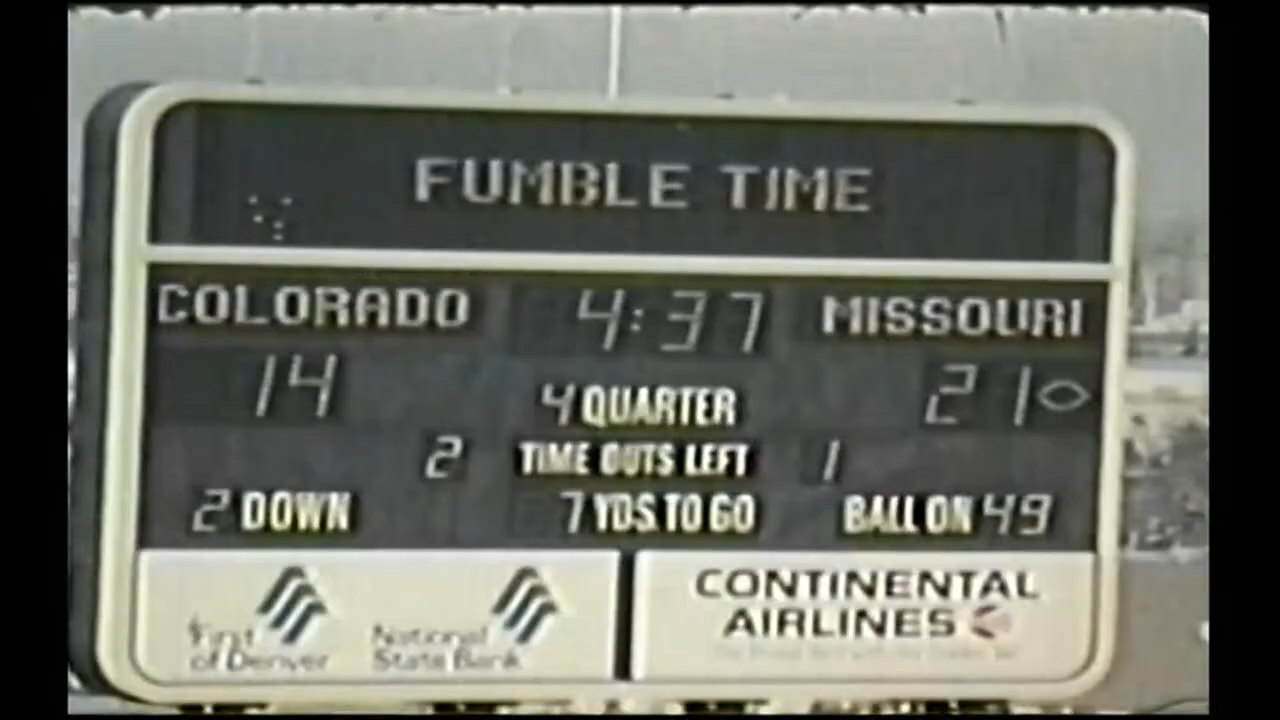 FUMBLE TIME
COLORADO 4:37 MISSOURI
14 4 QUARTER 21
2 TIME OUTS LEFT 1
2 DOWN 7 YDS. TO GO BALL ON 49
First of Denver
National State Bank
CONTINENTAL
AIRLINES